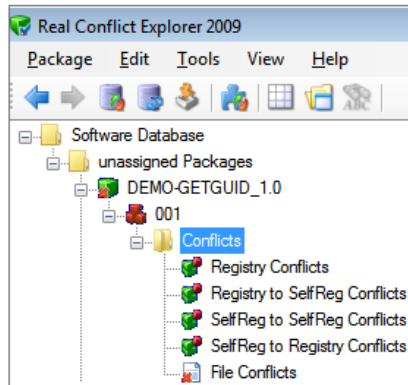 Real Conflict Explorer 2009
Package Edit Tools View Help
Software Database
unassigned Packages
DEMO-GETGUID_1.0
001
Conflicts
Registry Conflicts
Registry to SelfReg Conflicts
SelfReg to SelfReg Conflicts
SelfReg to Registry Conflicts
File Conflicts